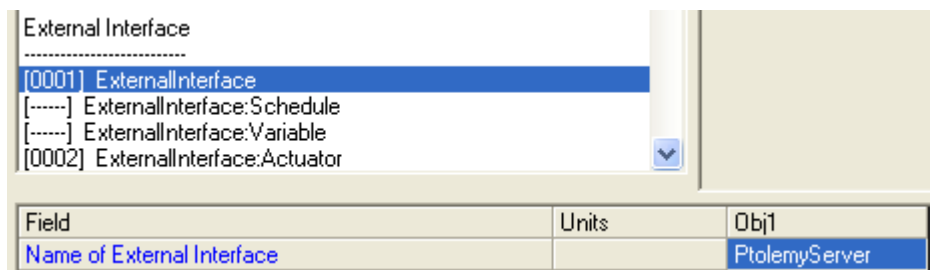 External Interface
---------------------------
[0001]  ExternalInterface
[------]  ExternalInterface:Schedule
[------]  ExternalInterface:Variable
[0002]  ExternalInterface:Actuator
Field Units Obj1
Name of External Interface PtolemyServer